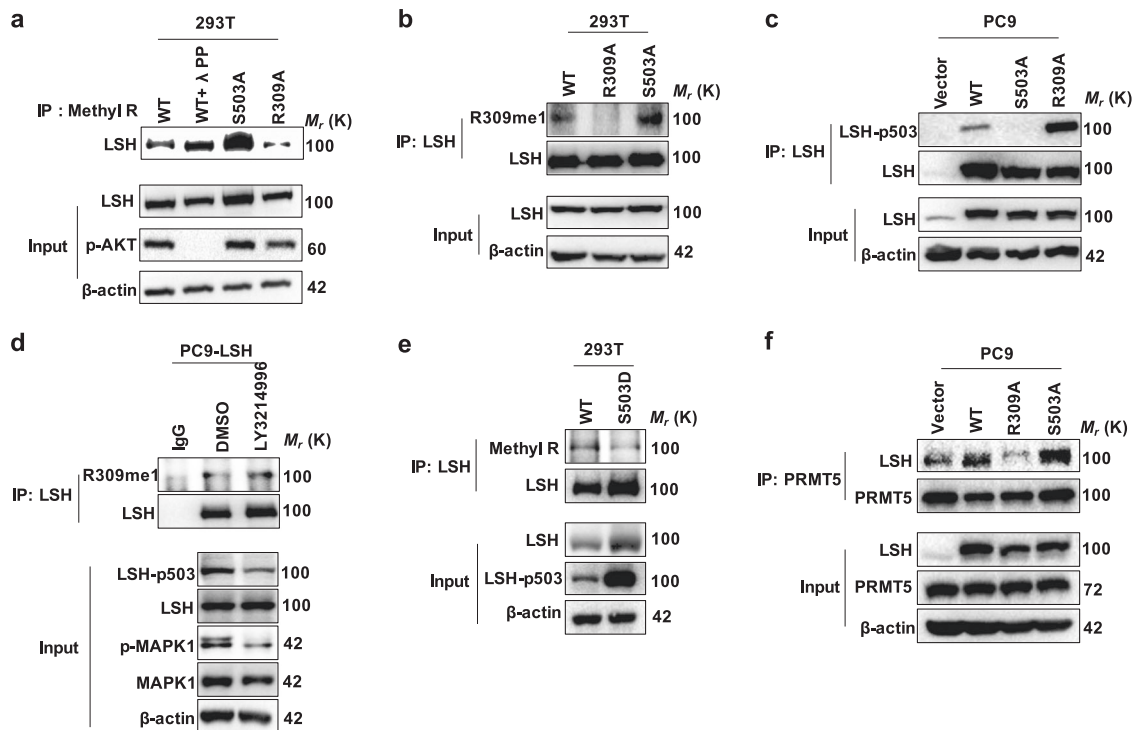 a
293T
IP : Methyl R
WT
WT+ λ PP
S503A
R309A
Mr (K)
LSH
100
LSH
100
Input
p-AKT
60
β-actin
42
b
293T
WT
R309A
S503A
Mr (K)
R309me1
100
IP: LSH
LSH
100
LSH
100
Input
β-actin
42
c
PC9
Vector
WT
S503A
R309A
Mr (K)
LSH-p503
100
IP: LSH
LSH
100
LSH
100
Input
β-actin
42
d
PC9-LSH
IgG
DMSO
LY3214996
Mr (K)
R309me1
100
IP: LSH
LSH
100
LSH-p503
100
LSH
100
Input
p-MAPK1
42
MAPK1
42
β-actin
42
e
293T
WT
S503D
Mr (K)
Methyl R
100
IP: LSH
LSH
100
LSH
100
Input
LSH-p503
100
β-actin
42
f
PC9
Vector
WT
R309A
S503A
Mr (K)
LSH
100
IP: PRMT5
PRMT5
100
LSH
100
Input
PRMT5
72
β-actin
42